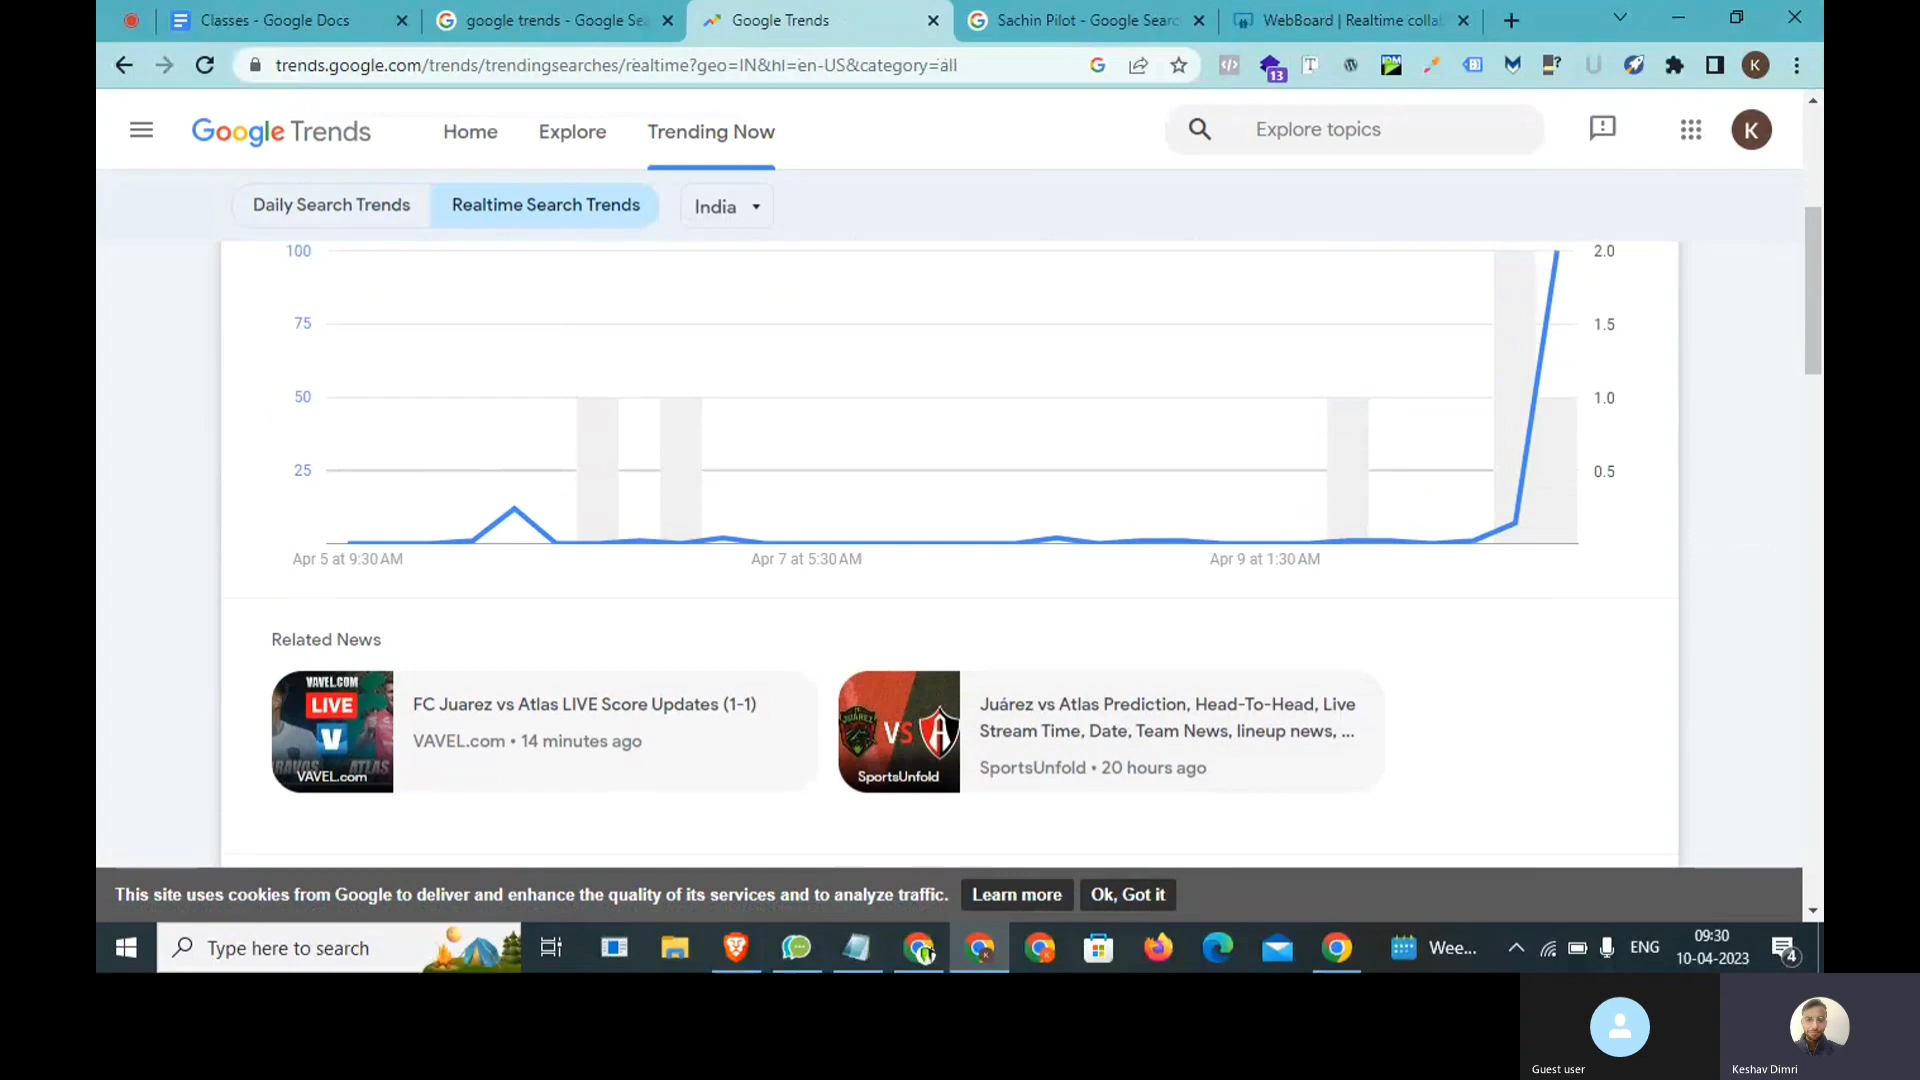 Classes - Google Docs
google trends - Google Sea
Google Trends
Sachin Pilot - Google Searc
WebBoard | Realtime collab
trends.google.com/trends/trendingsearches/realtime?geo=IN&hl=en-US&category=all
13
K
Google Trends
Home
Explore
Trending Now
Explore topics
K
Daily Search Trends
Realtime Search Trends
India
100
2.0
75
1.5
50
1.0
25
0.5
Apr 5 at 9:30 AM
Apr 7 at 5:30 AM
Apr 9 at 1:30 AM
Related News
VAVEL.COM
LIVE
V
BRAVOS ATLAS
VAVEL.com
FC Juarez vs Atlas LIVE Score Updates (1-1)
VAVEL.com • 14 minutes ago
VS
SportsUnfold
Juárez vs Atlas Prediction, Head-To-Head, Live
Stream Time, Date, Team News, lineup news, ...
SportsUnfold • 20 hours ago
This site uses cookies from Google to deliver and enhance the quality of its services and to analyze traffic.
Learn more
Ok, Got it
Type here to search
Wee...
ENG
09:30
10-04-2023
4
Guest user
Keshav Dimri